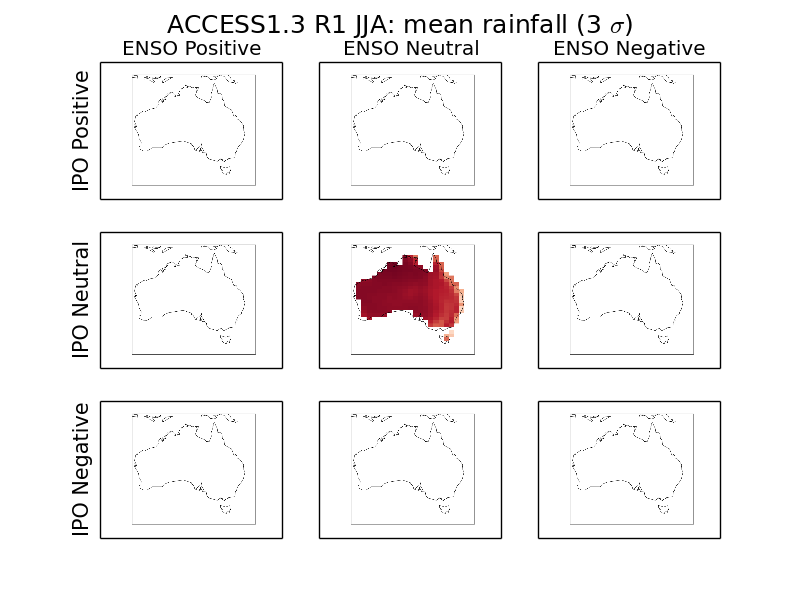 ACCESS1.3 R1 JJA: mean rainfall (3 σ)
ENSO Positive ENSO Neutral ENSO Negative
IPO Positive
IPO Neutral
IPO Negative